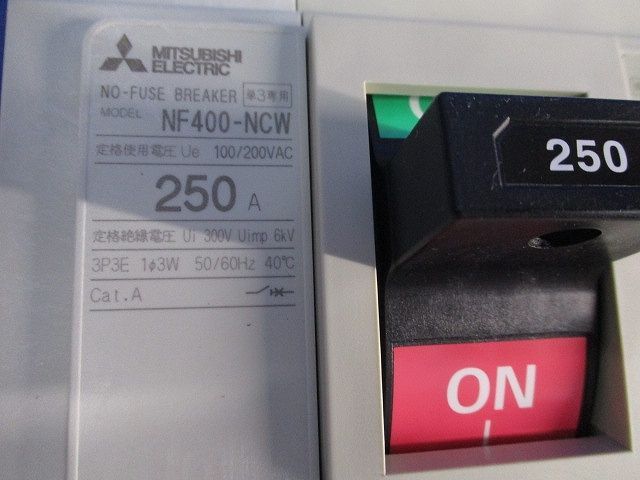 MITSUBISHI
ELECTRIC
NO-FUSE BREAKER 単3専用
MODEL NF400-NCW
定格使用電圧 Ue 100/200VAC
250 A
定格絶縁電圧 Ui 300V Uimp 6kV
3P3E 1ϕ3W 50/60Hz 40℃
Cat.A
250
ON